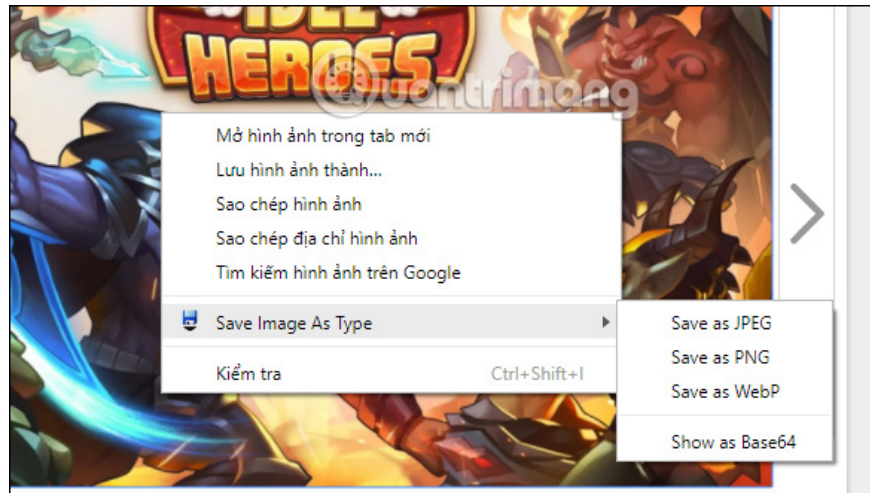 IDLE
HEROES
Quantrimang
Mở hình ảnh trong tab mới
Lưu hình ảnh thành...
Sao chép hình ảnh
Sao chép địa chỉ hình ảnh
Tìm kiếm hình ảnh trên Google
Save Image As Type
Save as JPEG
Save as PNG
Save as WebP
Show as Base64
Kiểm tra Ctrl+Shift+I